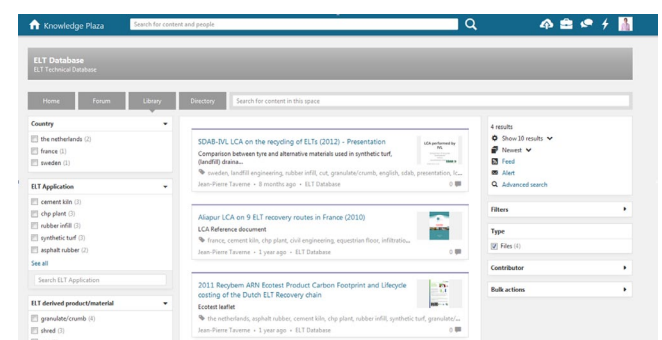 Knowledge Plaza
Search for content and people
ELT Database
ELT Technical Database
Home
Forum
Library
Directory
Search for content in this space
Country
the netherlands (2)
france (1)
sweden (1)
ELT Application
cement kiln (3)
chp plant (3)
rubber infill (3)
synthetic turf (3)
asphalt rubber (2)
See all
Search ELT Application
ELT derived product/material
granulate/crumb (4)
shred (3)
SDAB-IVL LCA on the recycling of ELTs (2012) - Presentation
Comparison between tyre and alternative materials used in synthetic turf,
(landfill) draina...
sweden, landfill engineering, rubber infill, cut, granulate/crumb, english, sdab, presentation, ic...
Jean-Pierre Taverne • 8 months ago • ELT Database
0
LCA performed by
IVL
Aliapur LCA on 9 ELT recovery routes in France (2010)
LCA Reference document
france, cement kiln, chp plant, civil engineering, equestrian floor, infiltratio...
Jean-Pierre Taverne • 1 year ago • ELT Database
0
2011 Recybem ARN Ecotest Product Carbon Footprint and Lifecycle
costing of the Dutch ELT Recovery chain
Ecotest leaflet
the netherlands, asphalt rubber, cement kiln, chp plant, rubber infill, synthetic turf, granulate/...
Jean-Pierre Taverne • 1 year ago • ELT Database
0
4 results
Show 10 results
Newest
Feed
Alert
Advanced search
Filters
Type
Files (4)
Contributor
Bulk actions